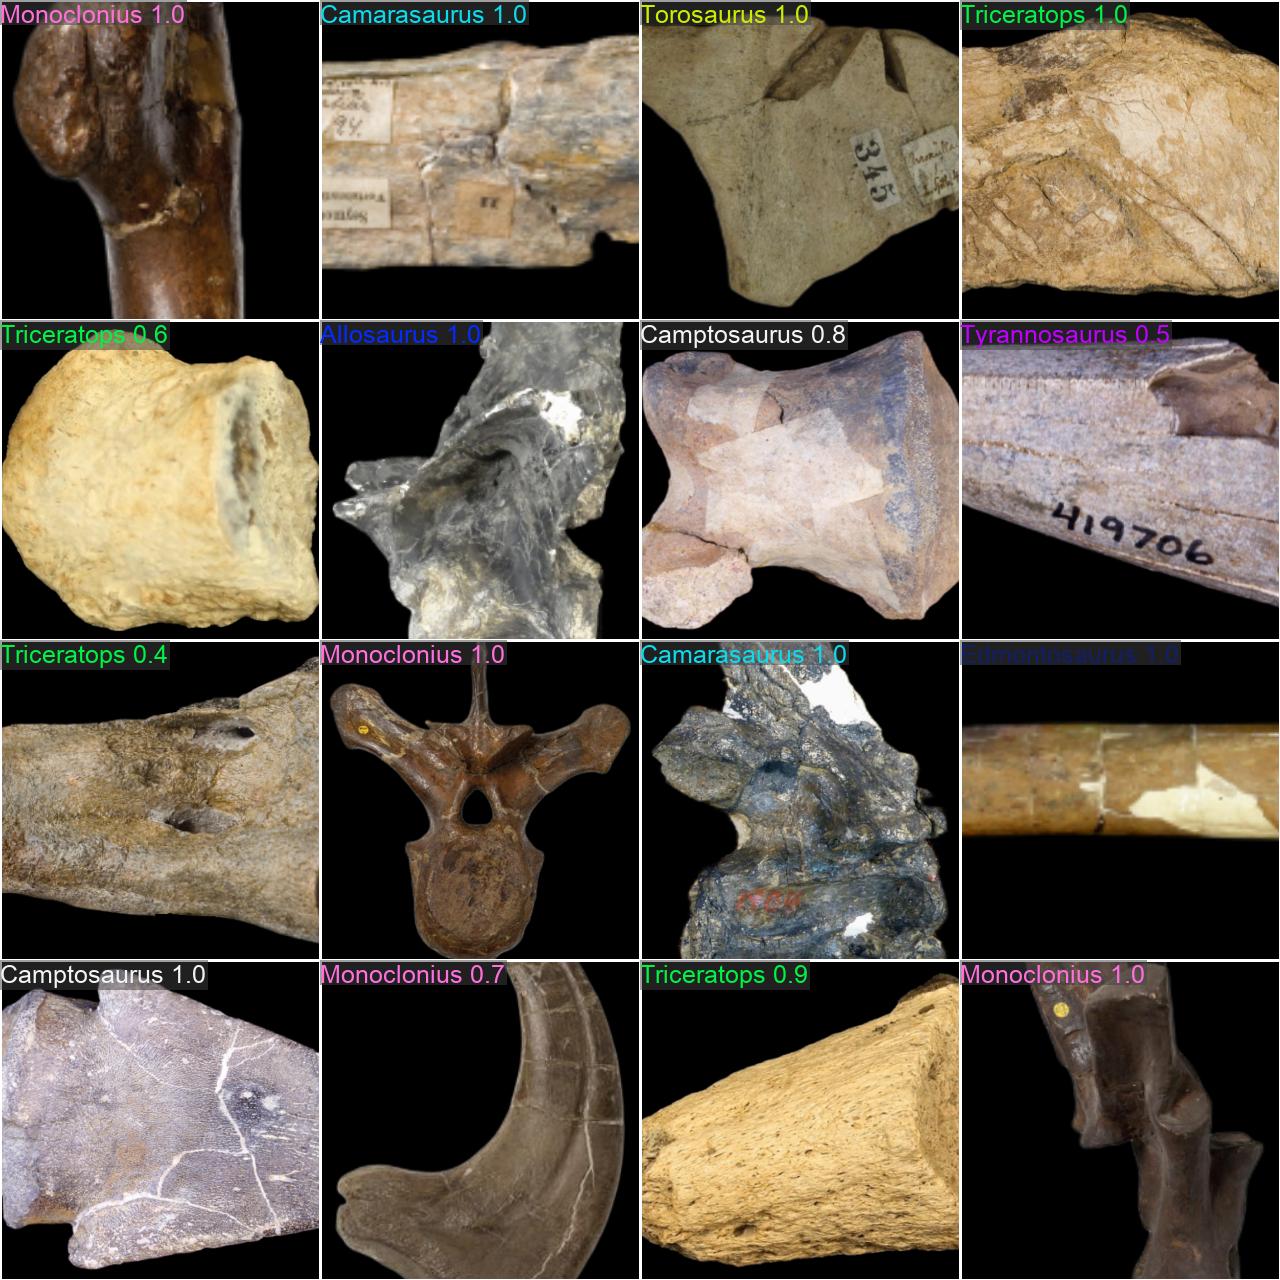 Monoclonius 1.0
Camarasaurus 1.0
Torosaurus 1.0
Triceratops 1.0
II
345
Triceratops 0.6
Allosaurus 1.0
Camptosaurus 0.8
Tyrannosaurus 0.5
419706
Triceratops 0.4
Monoclonius 1.0
Camarasaurus 1.0
Edmontosaurus 1.0
Camptosaurus 1.0
Monoclonius 0.7
Triceratops 0.9
Monoclonius 1.0